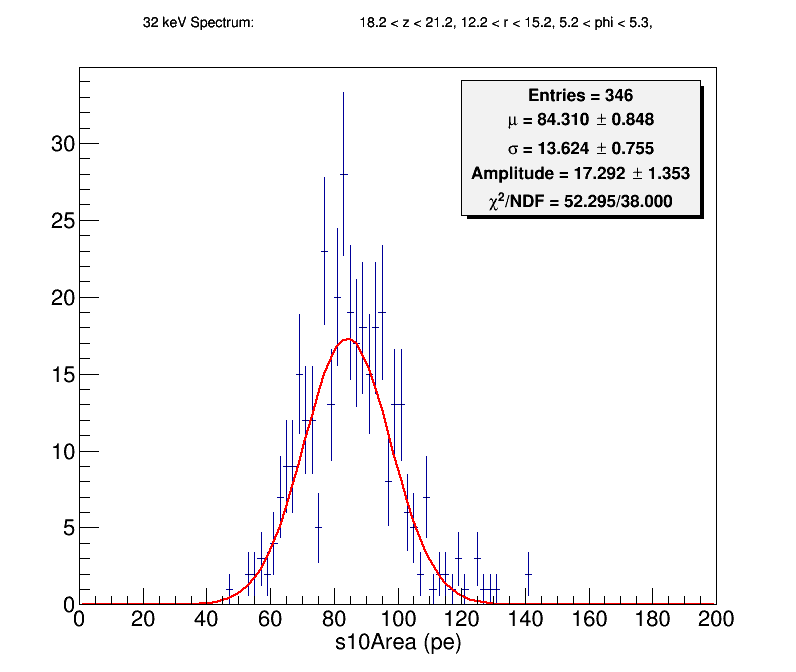 32 keV Spectrum: 18.2 < z < 21.2, 12.2 < r < 15.2, 5.2 < phi < 5.3,
Entries = 346
μ = 84.310 ± 0.848
σ = 13.624 ± 0.755
Amplitude = 17.292 ± 1.353
χ²/NDF = 52.295/38.000
30
25
20
15
10
5
0
0 20 40 60 80 100 120 140 160 180 200
s10Area (pe)